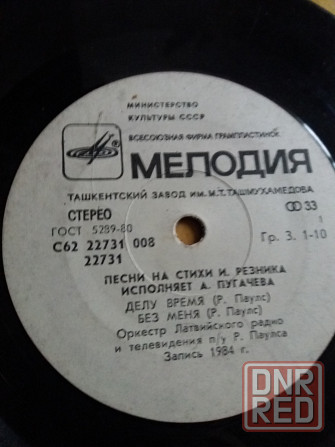 МИНИСТЕРСТВО
КУЛЬТУРЫ СССР
ВСЕСОЮЗНАЯ ФИРМА ГРАМПЛАСТИНОК
МЕЛОДИЯ
ТАШКЕНТСКИЙ ЗАВОД ИМ. М.Т. ТАШМУХАМЕДОВА
СТЕРЕО
33
ГОСТ 5289-80
Гр. 3. 1-10
С62 22731 008
22731
ПЕСНИ НА СТИХИ И. РЕЗНИКА
ИСПОЛНЯЕТ А. ПУГАЧЕВА
ДЕЛУ ВРЕМЯ (Р. Паулс)
БЕЗ МЕНЯ (Р. Паулс)
Оркестр Латвийского радио
и телевидения п/у Р. Паулса
Запись 1984 г.
DNR
RED